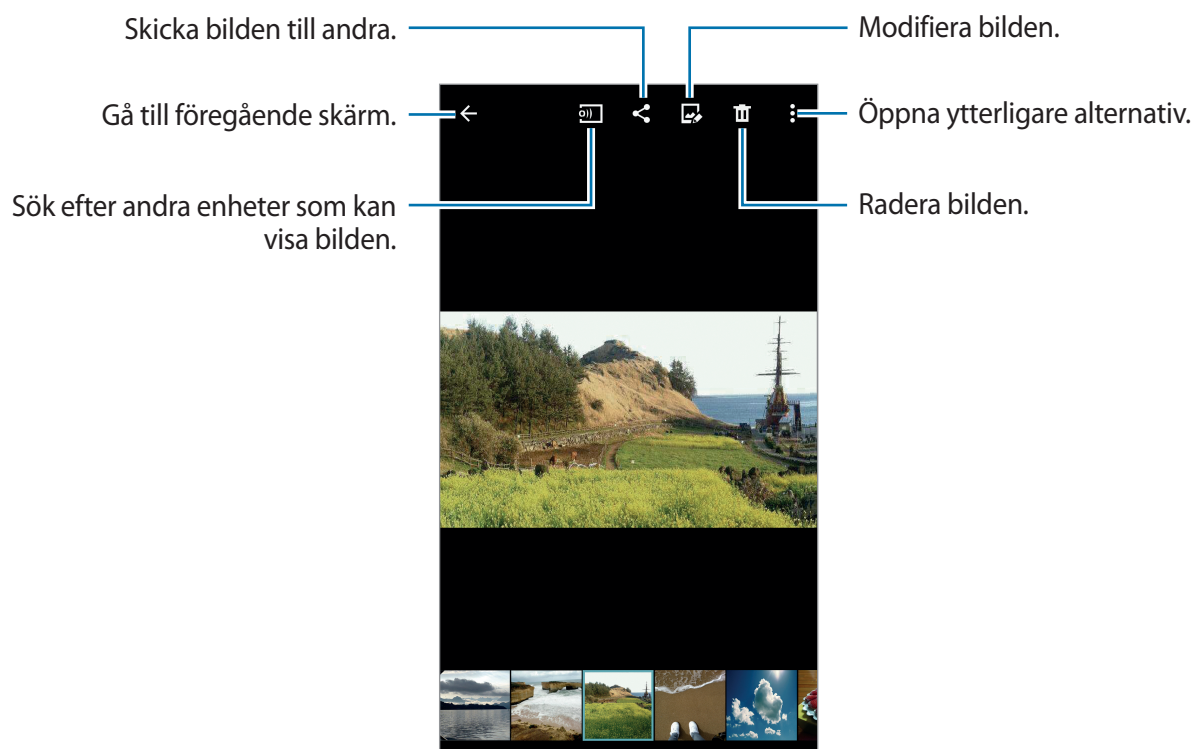 Skicka bilden till andra.
Modifiera bilden.
Gå till föregående skärm.
Öppna ytterligare alternativ.
Sök efter andra enheter som kan
visa bilden.
Radera bilden.